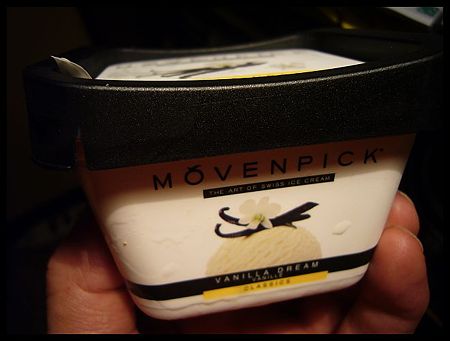 MÖVENPICK
THE ART OF SWISS ICE CREAM
VANILLA DREAM
VANILLE
CLASSICS